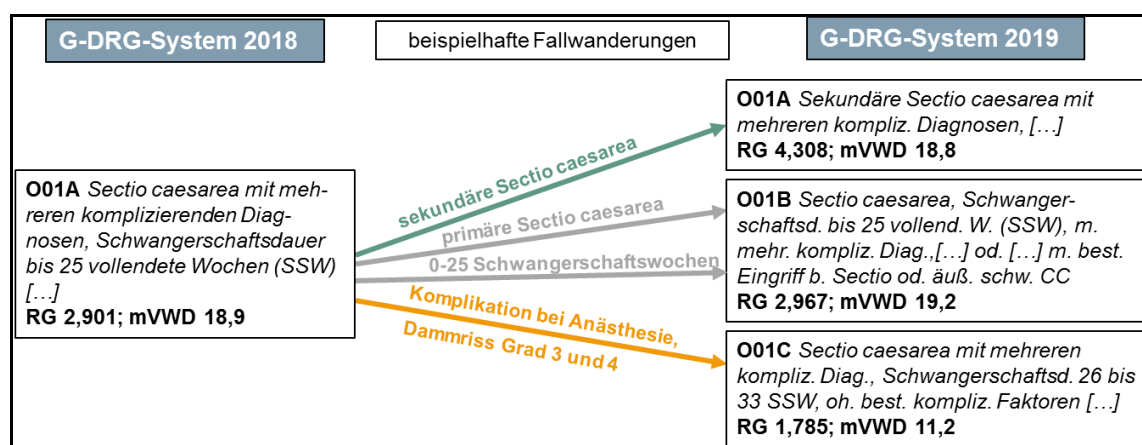 G-DRG-System 2018
beispielhafte Fallwanderungen
G-DRG-System 2019
O01A Sectio caesarea mit meh-
reren komplizierenden Diag-
nosen, Schwangerschaftsdauer
bis 25 vollendete Wochen (SSW)
[…]
RG 2,901; mVWD 18,9
sekundäre Sectio caesarea
primäre Sectio caesarea
0-25 Schwangerschaftswochen
Komplikation bei Anästhesie,
Dammriss Grad 3 und 4
O01A Sekundäre Sectio caesarea mit
mehreren kompliz. Diagnosen, […]
RG 4,308; mVWD 18,8
O01B Sectio caesarea, Schwanger-
schaftsd. bis 25 vollend. W. (SSW), m.
mehr. kompliz. Diag.,[…] od. […] m. best.
Eingriff b. Sectio od. äuß. schw. CC
RG 2,967; mVWD 19,2
O01C Sectio caesarea mit mehreren
kompliz. Diag., Schwangerschaftsd. 26 bis
33 SSW, oh. best. kompliz. Faktoren […]
RG 1,785; mVWD 11,2